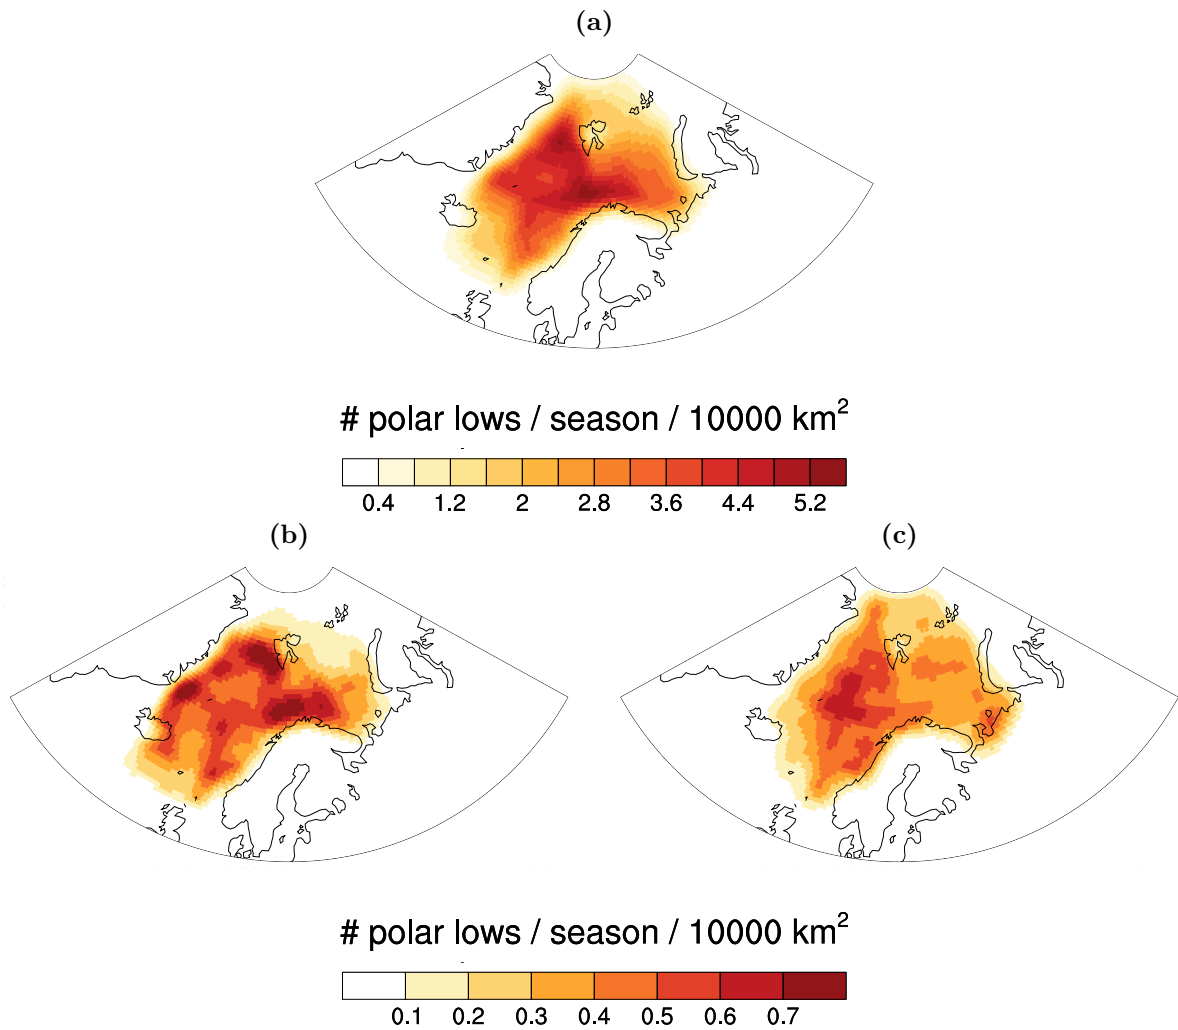 (a)
# polar lows / season / 10000 km²
0.4 1.2 2 2.8 3.6 4.4 5.2
(b) (c)
# polar lows / season / 10000 km²
0.1 0.2 0.3 0.4 0.5 0.6 0.7